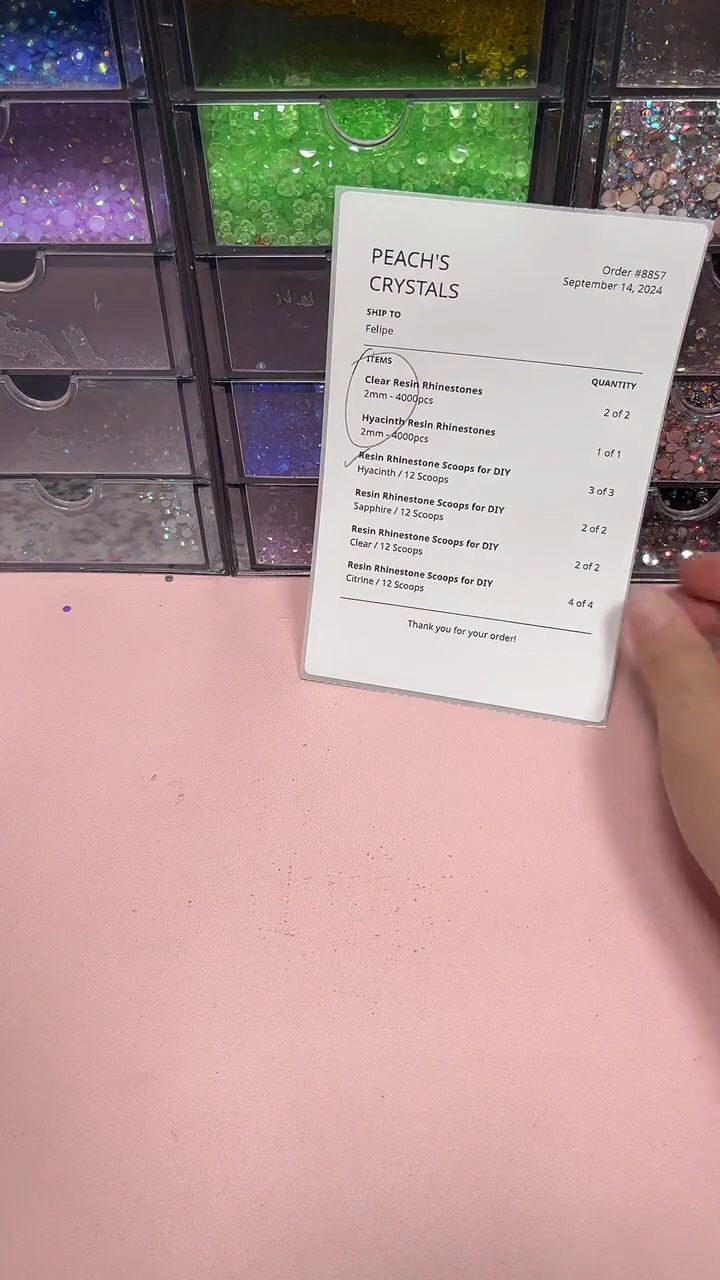 PEACH'S
CRYSTALS
Order #8857
September 14, 2024
SHIP TO
Felipe
ITEMS
QUANTITY
Clear Resin Rhinestones
2mm - 4000pcs
2 of 2
Hyacinth Resin Rhinestones
2mm - 4000pcs
1 of 1
Resin Rhinestone Scoops for DIY
Hyacinth / 12 Scoops
3 of 3
Resin Rhinestone Scoops for DIY
Sapphire / 12 Scoops
2 of 2
Resin Rhinestone Scoops for DIY
Clear / 12 Scoops
2 of 2
Resin Rhinestone Scoops for DIY
Citrine / 12 Scoops
4 of 4
Thank you for your order!